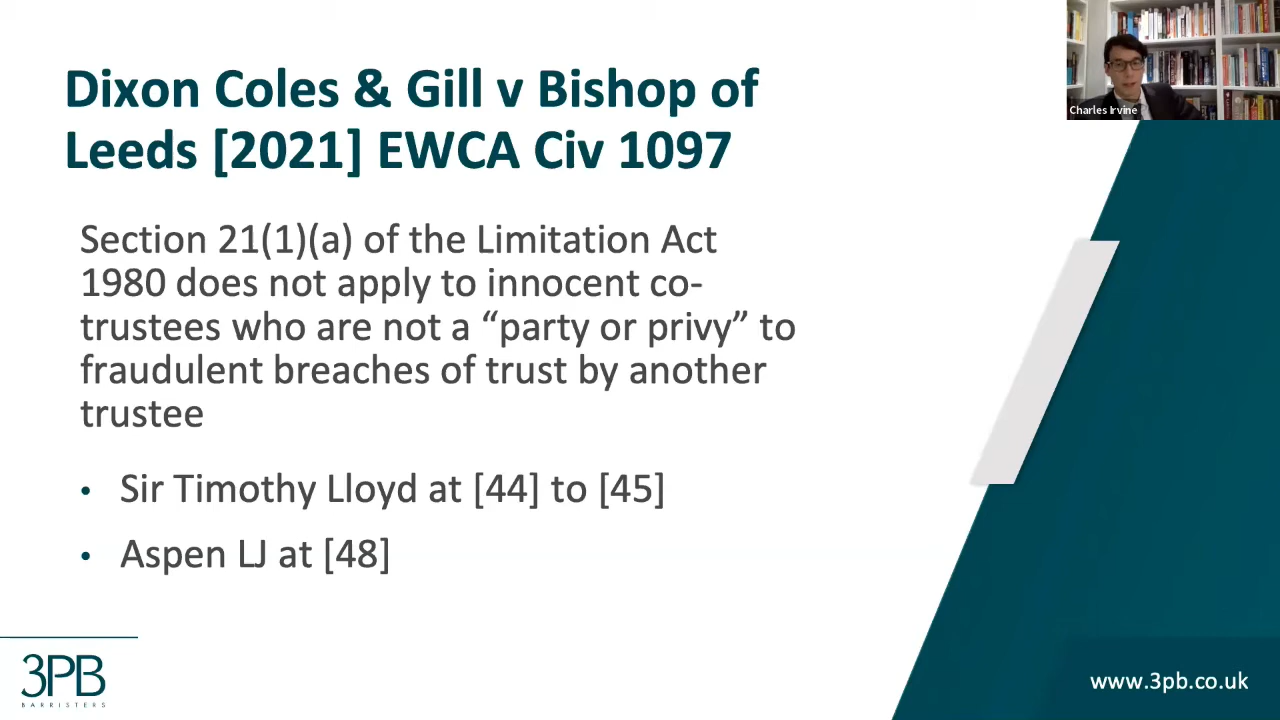 Dixon Coles & Gill v Bishop of
Leeds [2021] EWCA Civ 1097
Charles Irvine
Section 21(1)(a) of the Limitation Act
1980 does not apply to innocent co-
trustees who are not a “party or privy” to
fraudulent breaches of trust by another
trustee
• Sir Timothy Lloyd at [44] to [45]
• Aspen LJ at [48]
3PB
BARRISTERS
www.3pb.co.uk